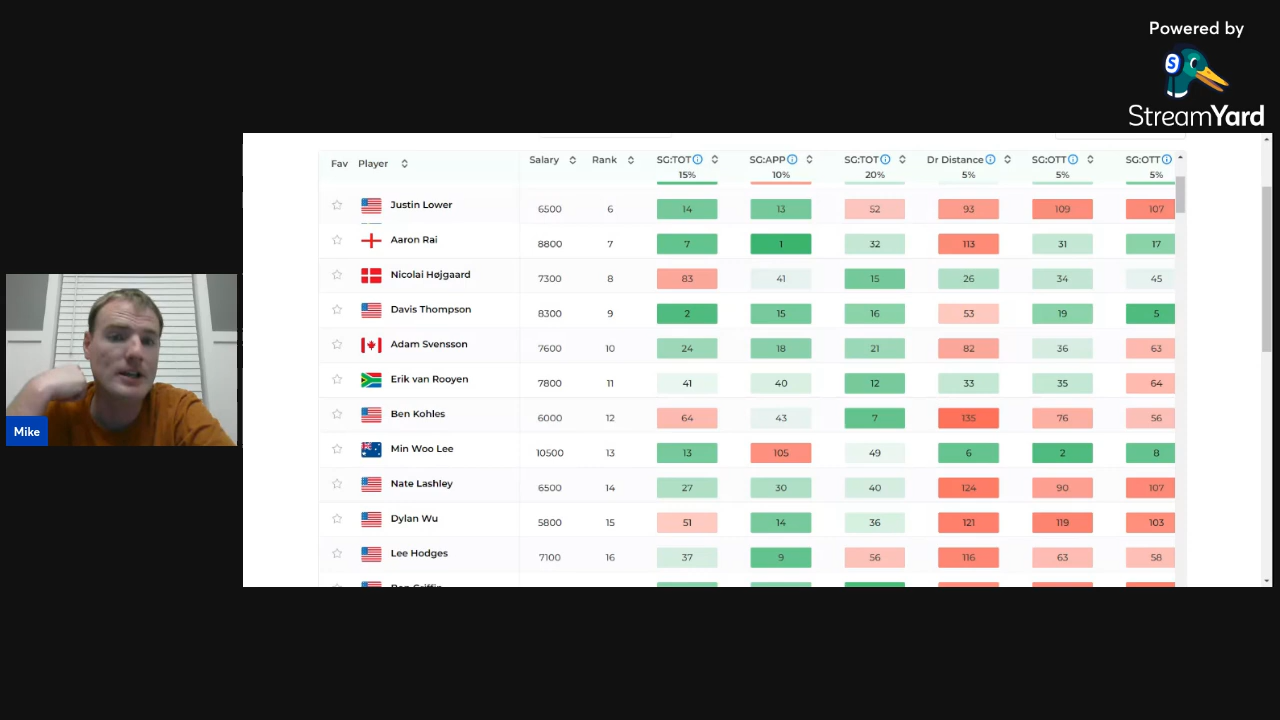 Powered by
S
StreamYard
Fav Player Salary Rank SG:TOT SG:APP SG:TOT Dr Distance SG:OTT SG:OTT
15% 10% 20% 5% 5% 5%
Justin Lower 6500 6 14 13 52 93 109 107
Aaron Rai 8800 7 7 1 32 113 31 17
Nicolai Højgaard 7300 8 83 41 15 26 34 45
Davis Thompson 8300 9 2 15 16 53 19 5
Adam Svensson 7600 10 24 18 21 82 36 63
Erik van Rooyen 7800 11 41 40 12 33 35 64
Ben Kohles 6000 12 64 43 7 135 76 56
Min Woo Lee 10500 13 13 105 49 6 2 8
Nate Lashley 6500 14 27 30 40 124 90 107
Dylan Wu 5800 15 51 14 36 121 119 103
Lee Hodges 7100 16 37 9 56 116 63 58
Mike